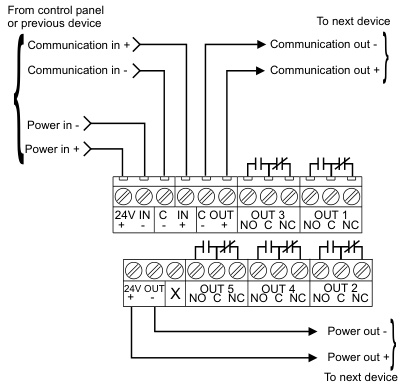 From control panel
or previous device
To next device
Communication in +
Communication out -
Communication in -
Communication out +
Power in -
Power in +
24V IN C IN C OUT OUT 3 OUT 1
+ - - + - + NO C NC NO C NC
24V OUT X OUT 5 OUT 4 OUT 2
+ - NO C NC NO C NC NO C NC
Power out -
Power out +
To next device